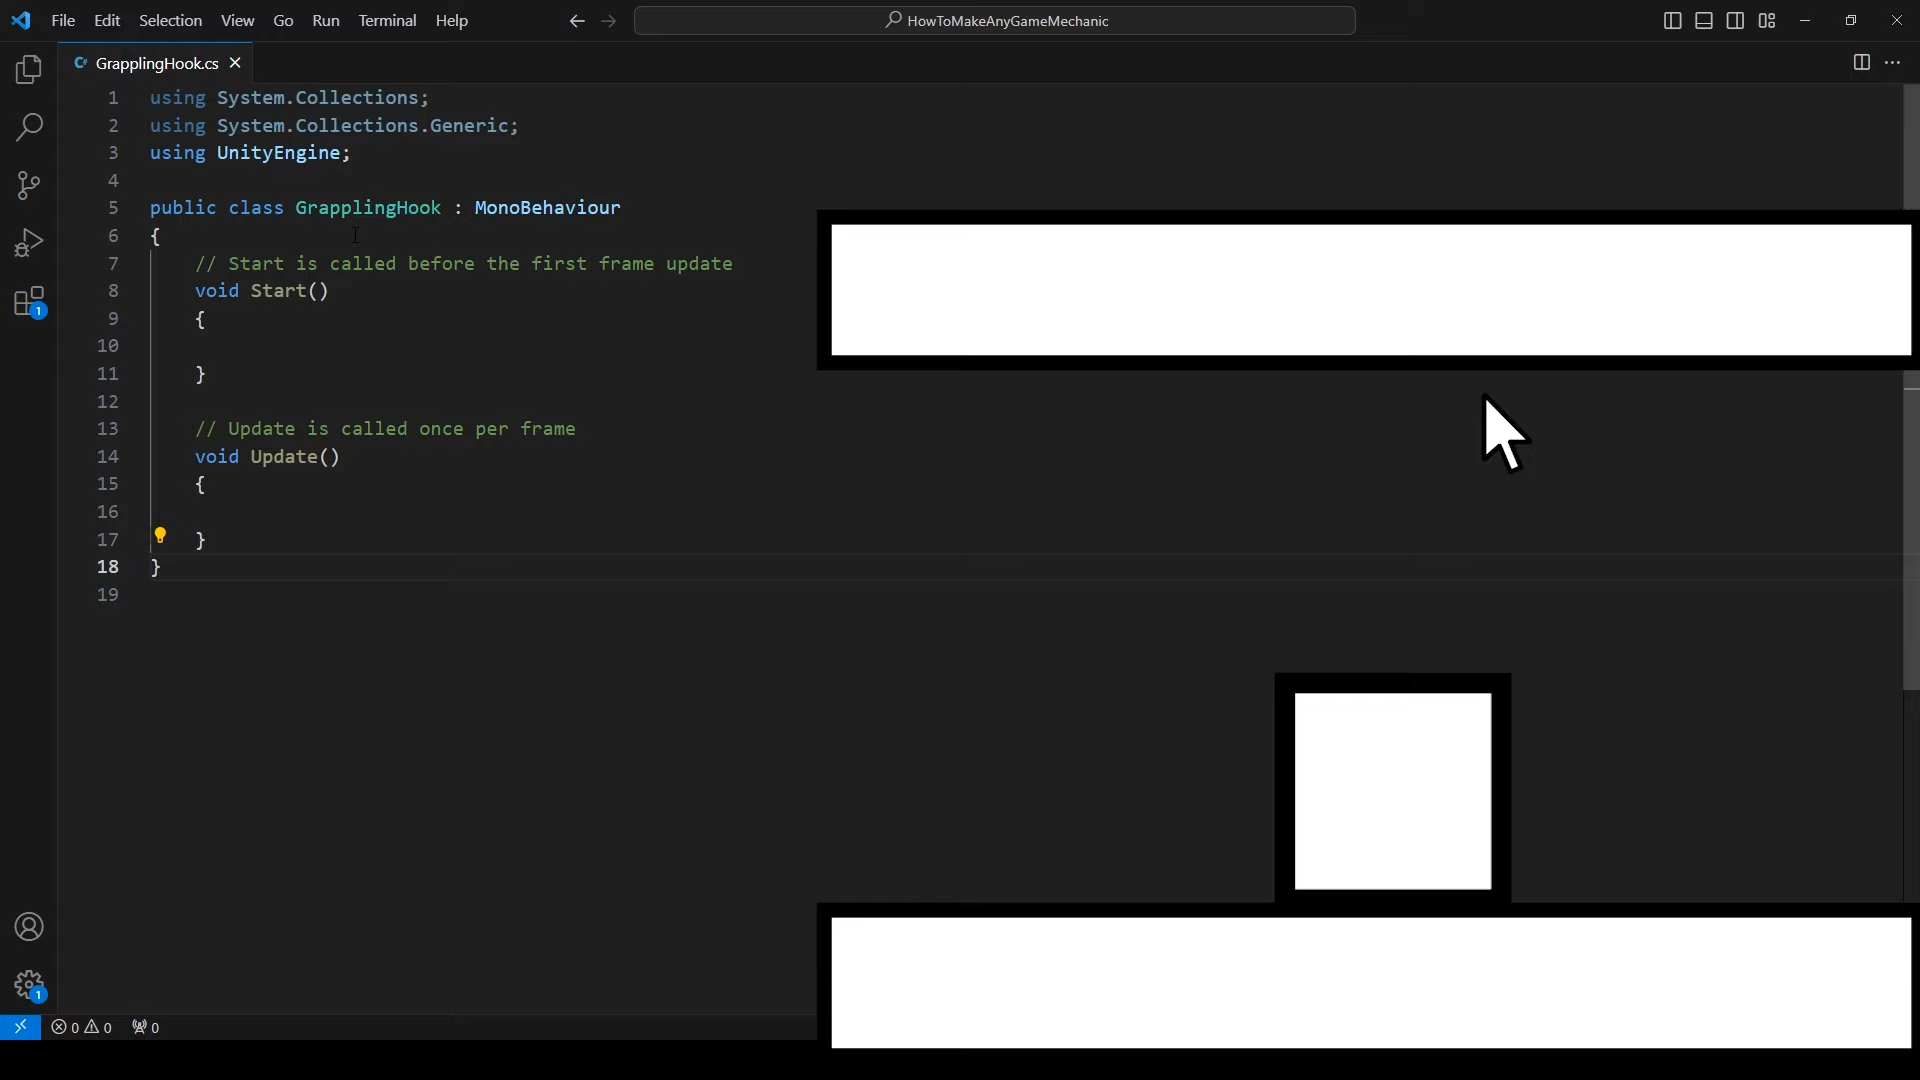 File Edit Selection View Go Run Terminal Help
HowToMakeAnyGameMechanic
C# GrapplingHook.cs
1 using System.Collections;
2 using System.Collections.Generic;
3 using UnityEngine;
4
5 public class GrapplingHook : MonoBehaviour
6 {
7 // Start is called before the first frame update
8 void Start()
9 {
10
11 }
12
13 // Update is called once per frame
14 void Update()
15 {
16
17 }
18 }
19
1
1
0 0 0